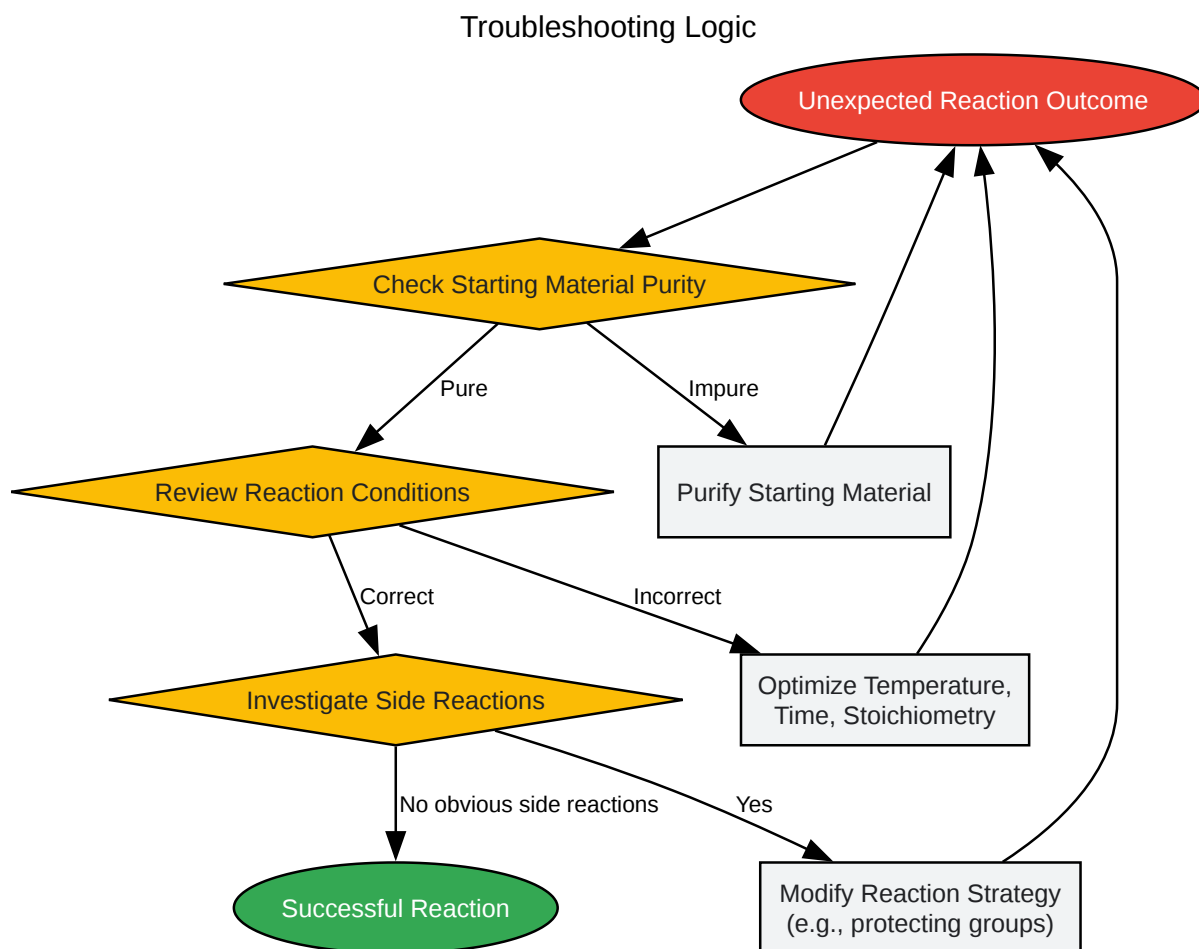 Troubleshooting Logic
Unexpected Reaction Outcome
Check Starting Material Purity
Pure
Impure
Review Reaction Conditions
Purify Starting Material
Correct
Incorrect
Investigate Side Reactions
Optimize Temperature,
Time, Stoichiometry
No obvious side reactions
Yes
Successful Reaction
Modify Reaction Strategy
(e.g., protecting groups)